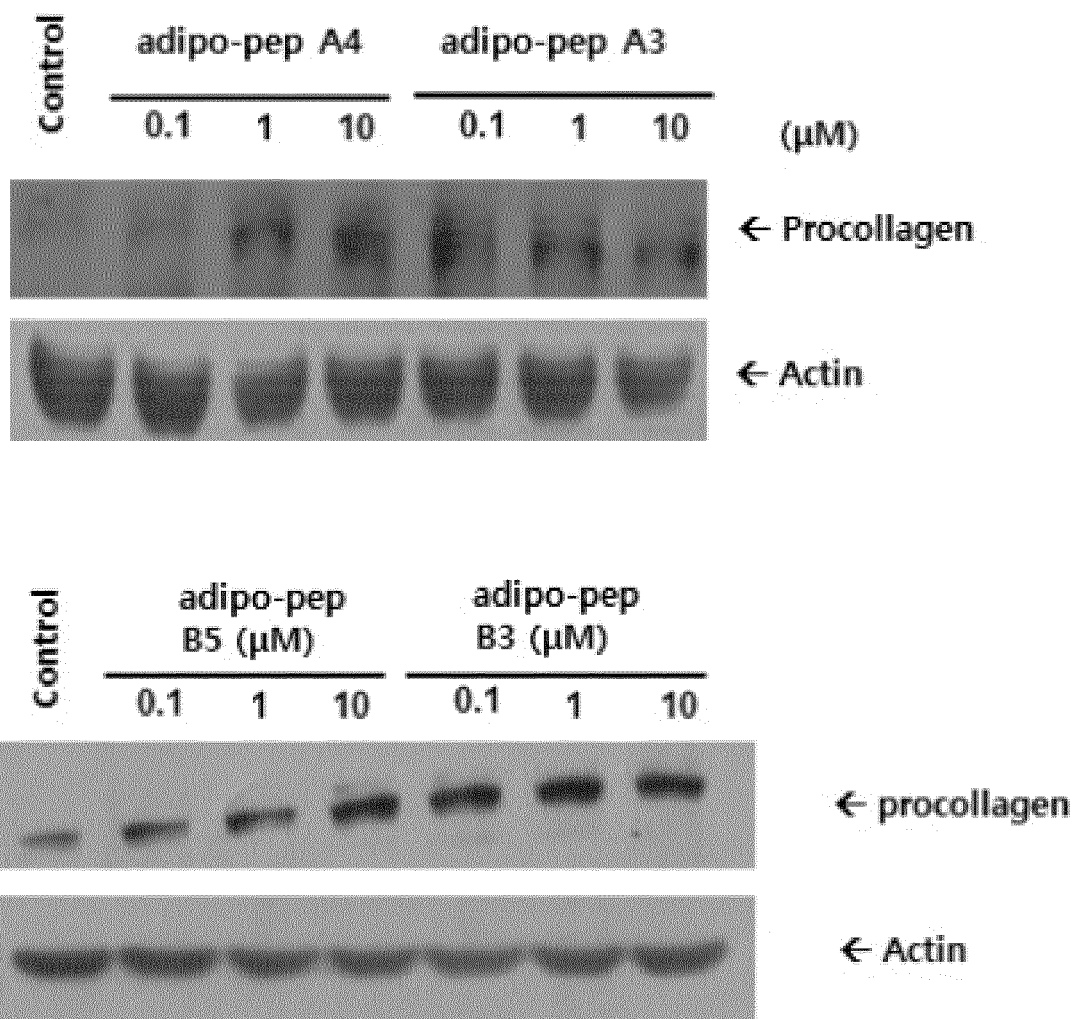 Control
adipo-pep A4
adipo-pep A3
0.1 1 10 0.1 1 10 (μM)
← Procollagen
← Actin
Control
adipo-pep
B5 (μM)
adipo-pep
B3 (μM)
0.1 1 10 0.1 1 10
← procollagen
← Actin